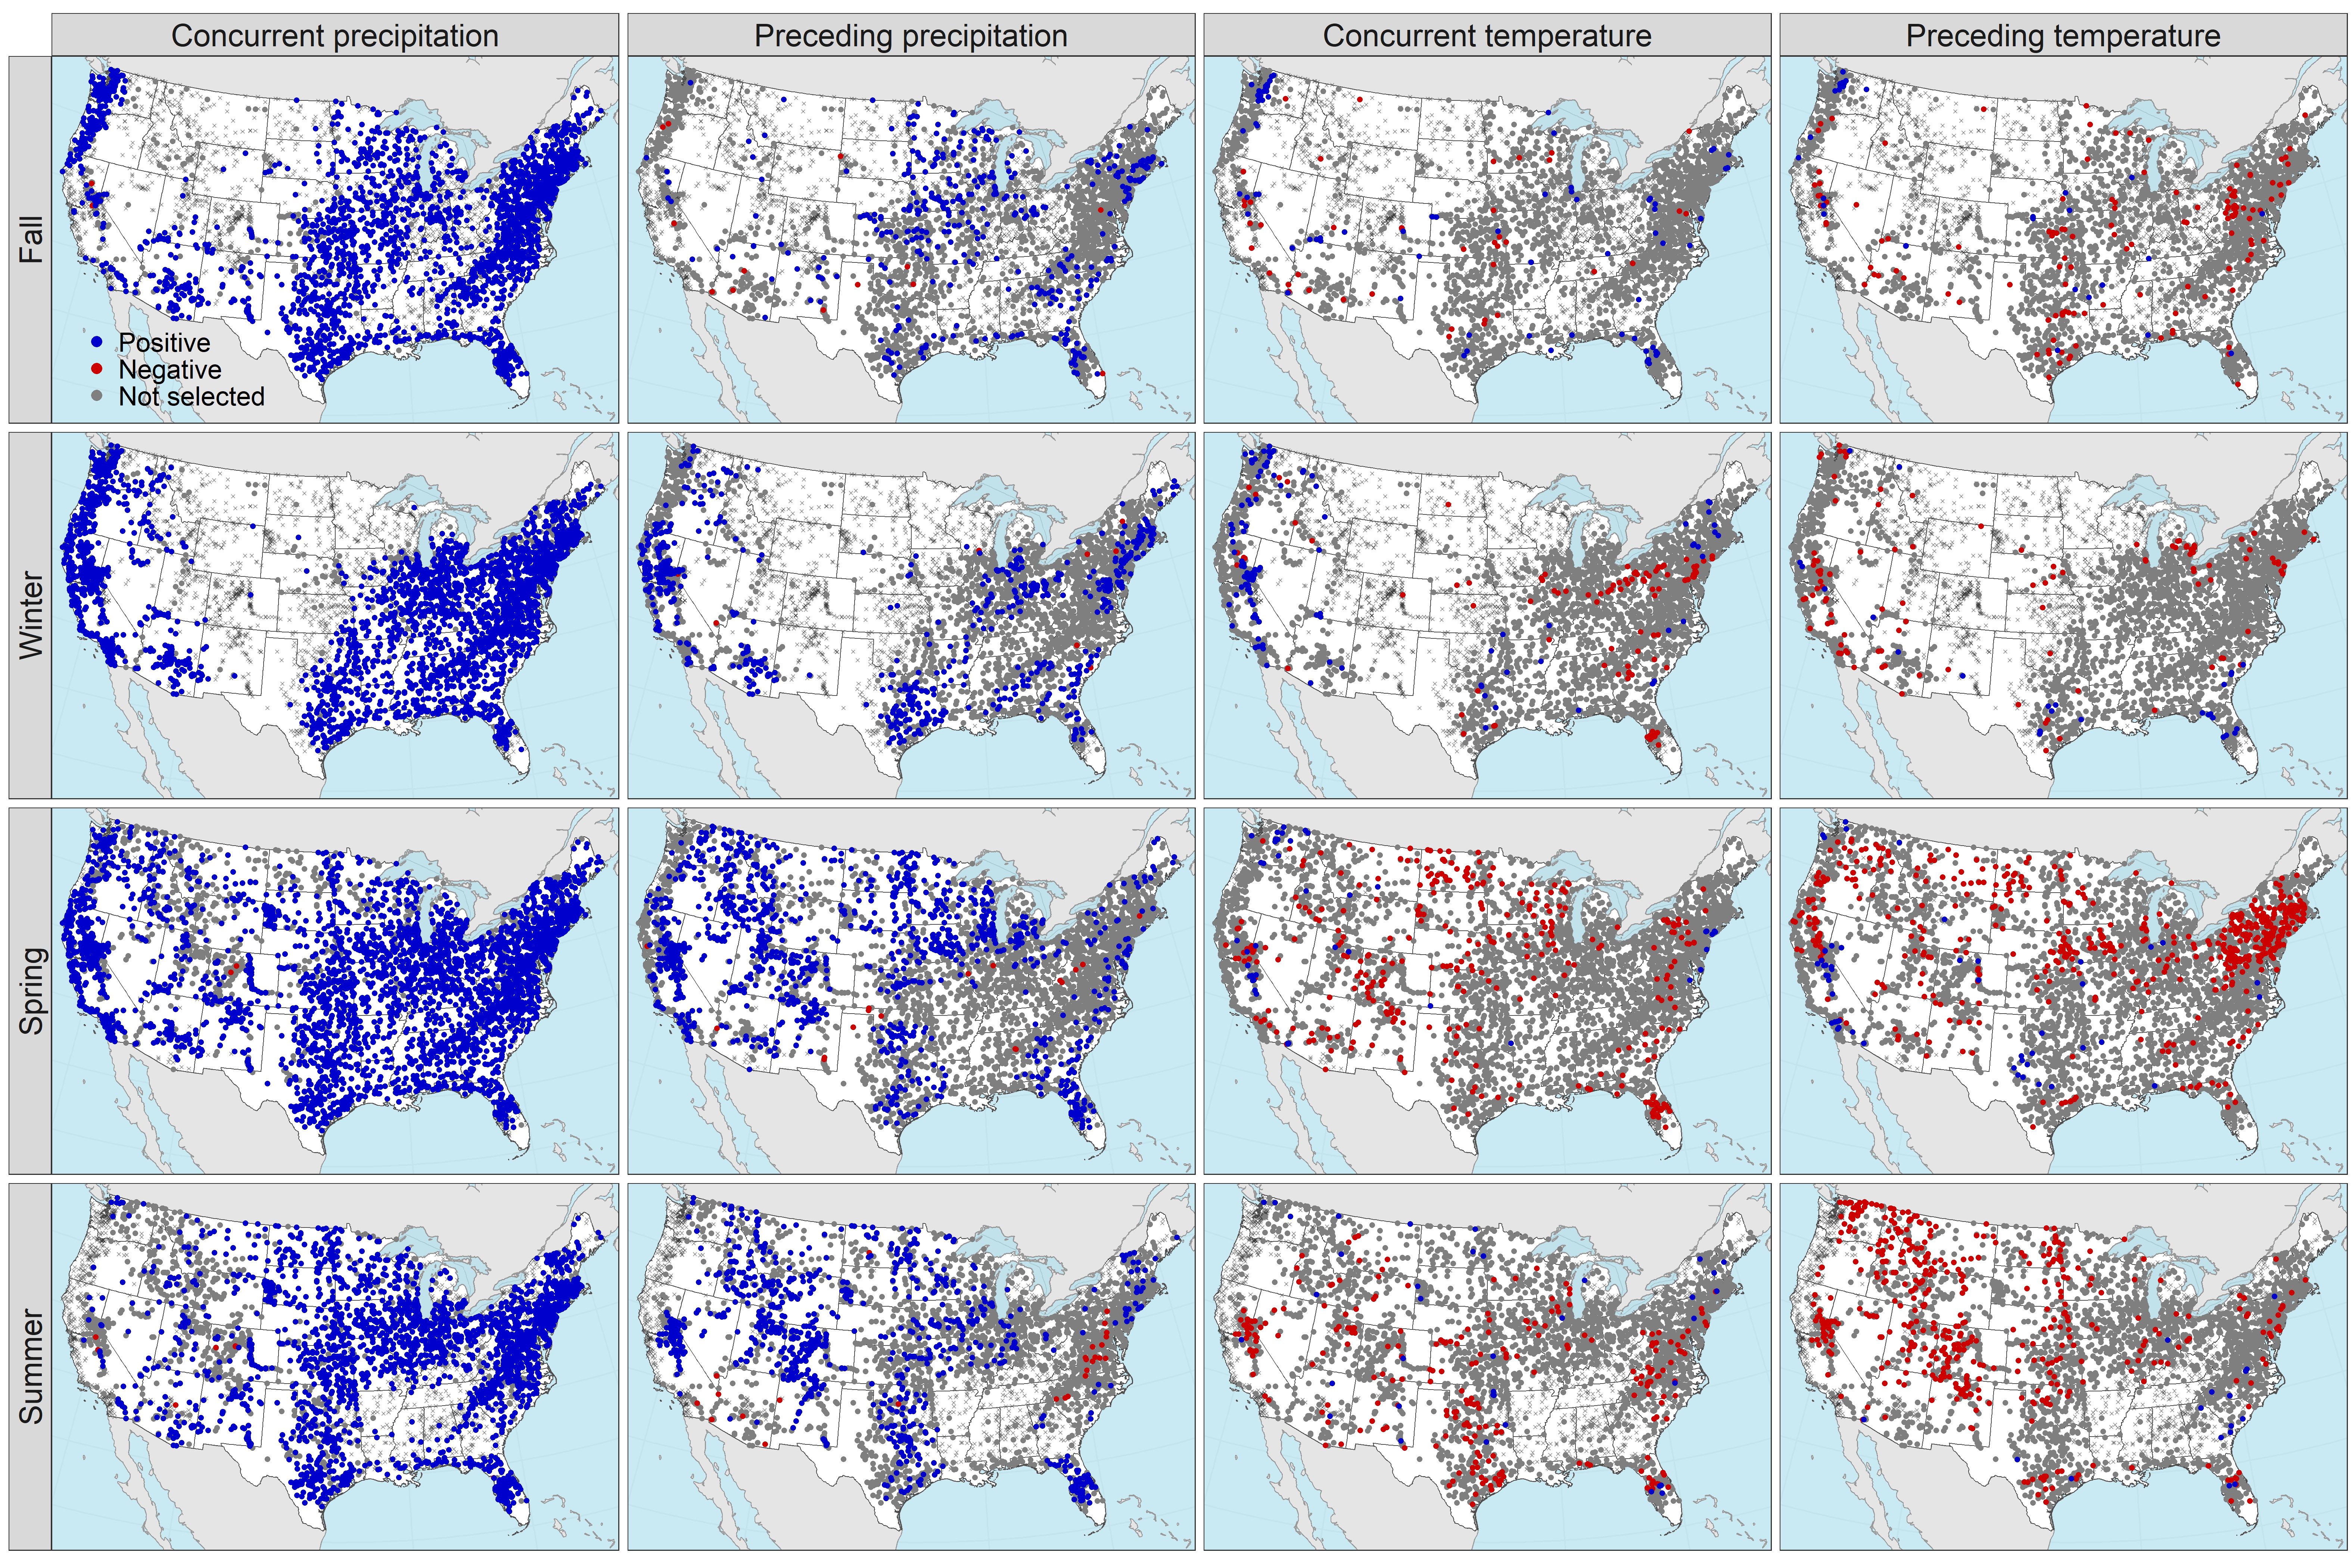 Concurrent precipitation
Preceding precipitation
Concurrent temperature
Preceding temperature
Fall
Positive
Negative
Not selected
Winter
Spring
Summer